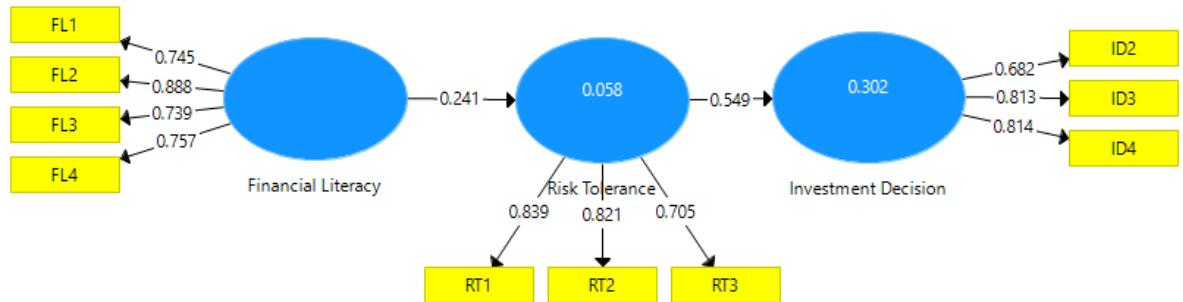 FL1
FL2
FL3
FL4
0.745
0.888
0.739
0.757
Financial Literacy
0.241
0.058
Risk Tolerance
0.839
0.821
0.705
RT1
RT2
RT3
0.549
0.302
Investment Decision
0.682
0.813
0.814
ID2
ID3
ID4